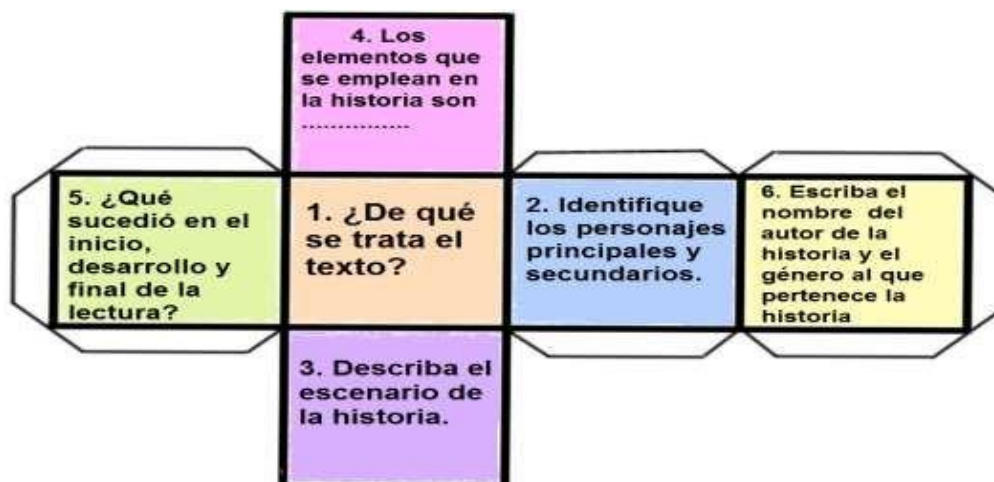 4. Los
elementos que
se emplean en
la historia son
...............
5. ¿Qué
sucedió en el
inicio,
desarrollo y
final de la
lectura?
1. ¿De qué
se trata el
texto?
2. Identifique
los personajes
principales y
secundarios.
6. Escriba el
nombre del
autor de la
historia y el
género al que
pertenece la
historia
3. Describa el
escenario de
la historia.